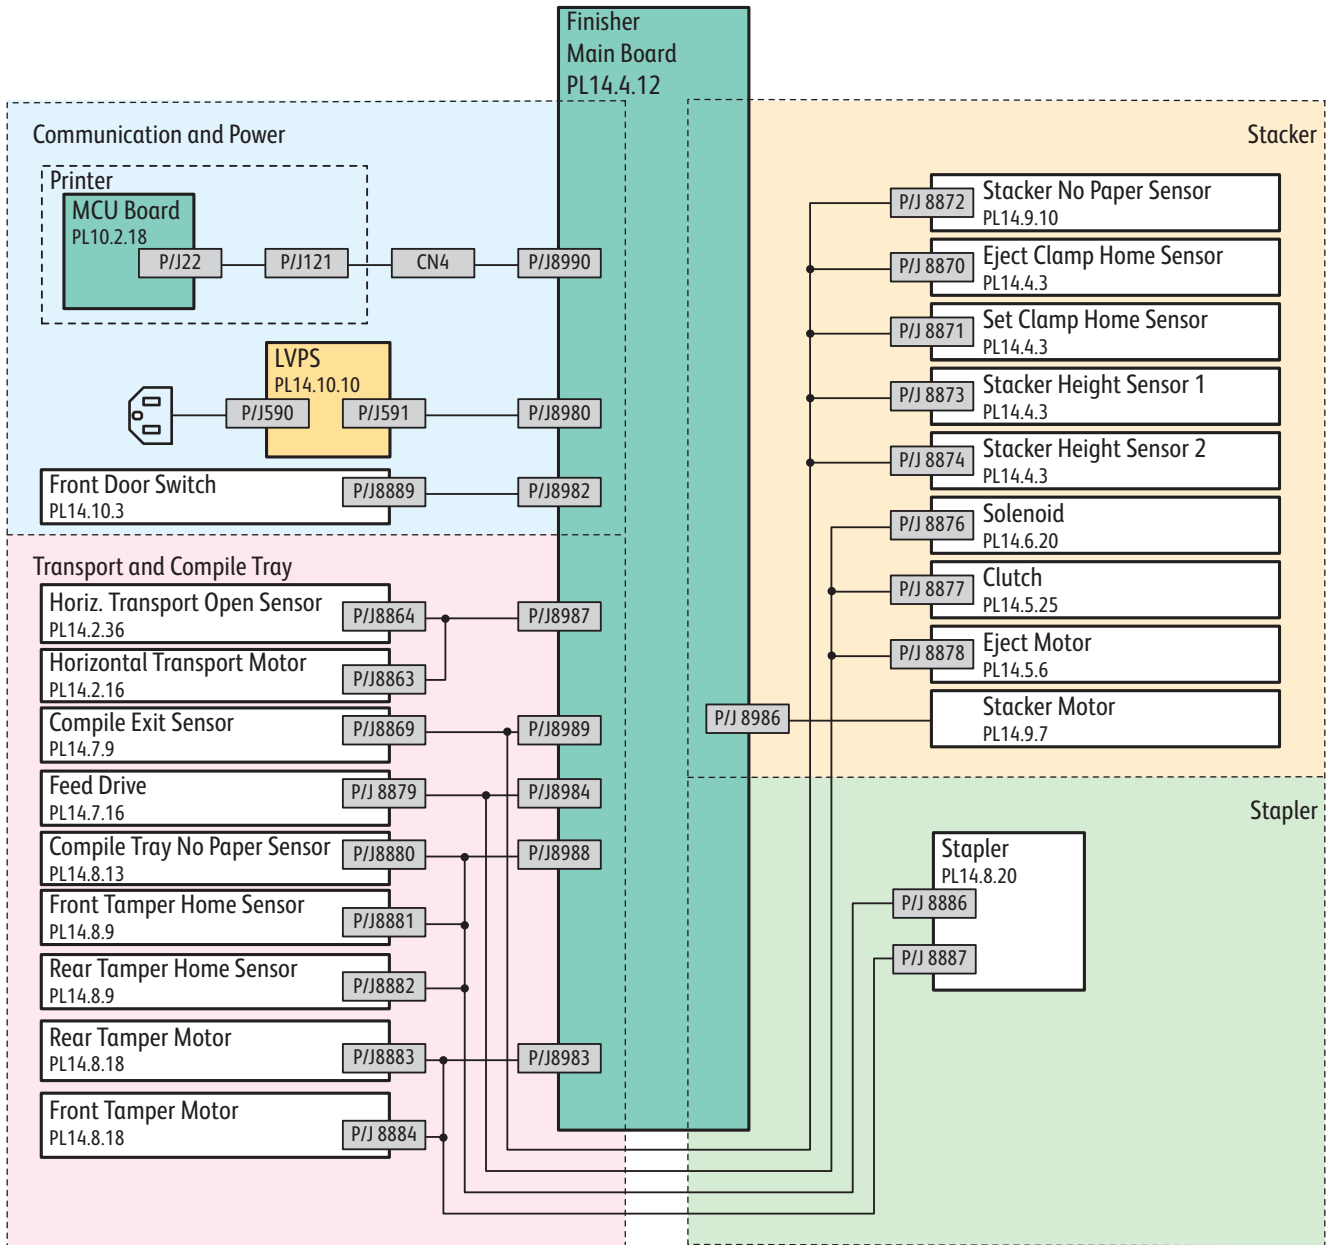 Finisher
Main Board
PL14.4.12
Communication and Power
Printer
MCU Board
PL10.2.18
P/J22
P/J121
CN4
P/J8990
LVPS
PL14.10.10
P/J590
P/J591
P/J8980
Front Door Switch
PL14.10.3
P/J8889
P/J8982
Transport and Compile Tray
Horiz. Transport Open Sensor
PL14.2.36
P/J8864
P/J8987
Horizontal Transport Motor
PL14.2.16
P/J8863
Compile Exit Sensor
PL14.7.9
P/J8869
P/J8989
Feed Drive
PL14.7.16
P/J 8879
P/J8984
Compile Tray No Paper Sensor
PL14.8.13
P/J8880
P/J8988
Front Tamper Home Sensor
PL14.8.9
P/J8881
Rear Tamper Home Sensor
PL14.8.9
P/J8882
Rear Tamper Motor
PL14.8.18
P/J8883
P/J8983
Front Tamper Motor
PL14.8.18
P/J 8884
Stacker
P/J 8872
Stacker No Paper Sensor
PL14.9.10
P/J 8870
Eject Clamp Home Sensor
PL14.4.3
P/J 8871
Set Clamp Home Sensor
PL14.4.3
P/J 8873
Stacker Height Sensor 1
PL14.4.3
P/J 8874
Stacker Height Sensor 2
PL14.4.3
P/J 8876
Solenoid
PL14.6.20
P/J 8877
Clutch
PL14.5.25
P/J 8878
Eject Motor
PL14.5.6
P/J 8986
Stacker Motor
PL14.9.7
Stapler
Stapler
PL14.8.20
P/J 8886
P/J 8887